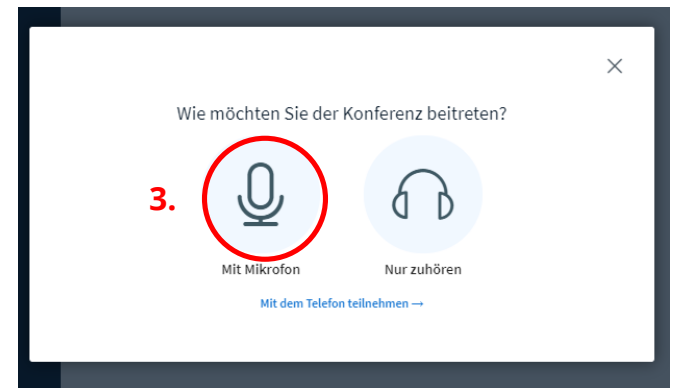 Wie möchten Sie der Konferenz beitreten?
3.
Mit Mikrofon
Nur zuhören
Mit dem Telefon teilnehmen →